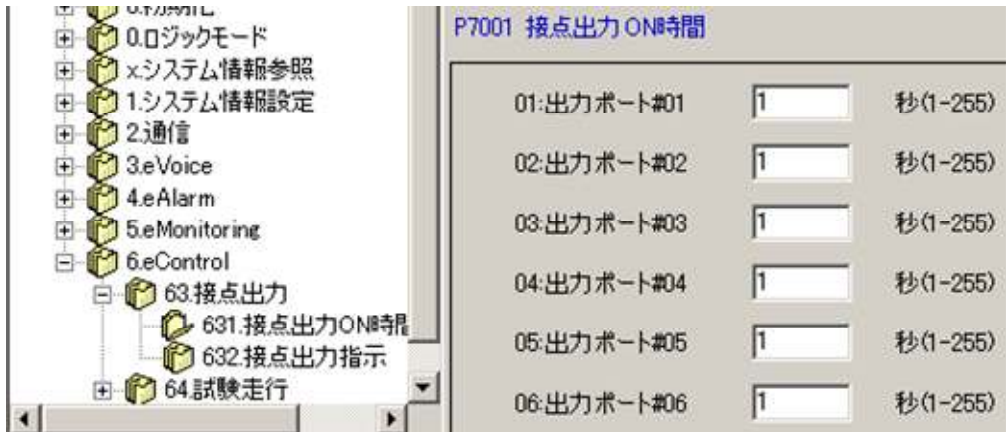 0.ロジックモード
x.システム情報参照
1.システム情報設定
2.通信
3.eVoice
4.eAlarm
5.eMonitoring
6.eControl
63.接点出力
631.接点出力ON時
632.接点出力指示
64.試験走行
P7001 接点出力ON時間
01:出力ポート#01 1 秒(1-255)
02:出力ポート#02 1 秒(1-255)
03:出力ポート#03 1 秒(1-255)
04:出力ポート#04 1 秒(1-255)
05:出力ポート#05 1 秒(1-255)
06:出力ポート#06 1 秒(1-255)